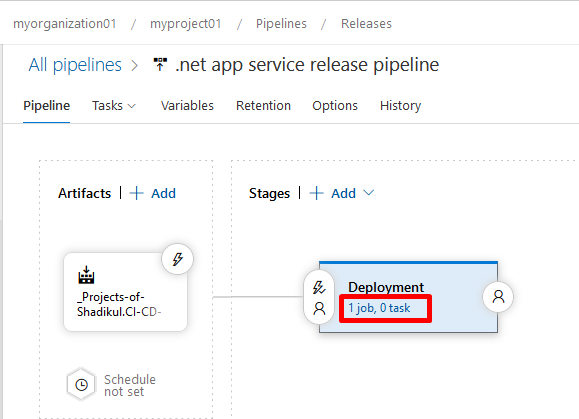 myorganization01 / myproject01 / Pipelines / Releases
All pipelines > .net app service release pipeline
Pipeline Tasks Variables Retention Options History
Artifacts | + Add
Stages | + Add
_Projects-of-
Shadikul.CI-CD-
Deployment
1 job, 0 task
Schedule
not set